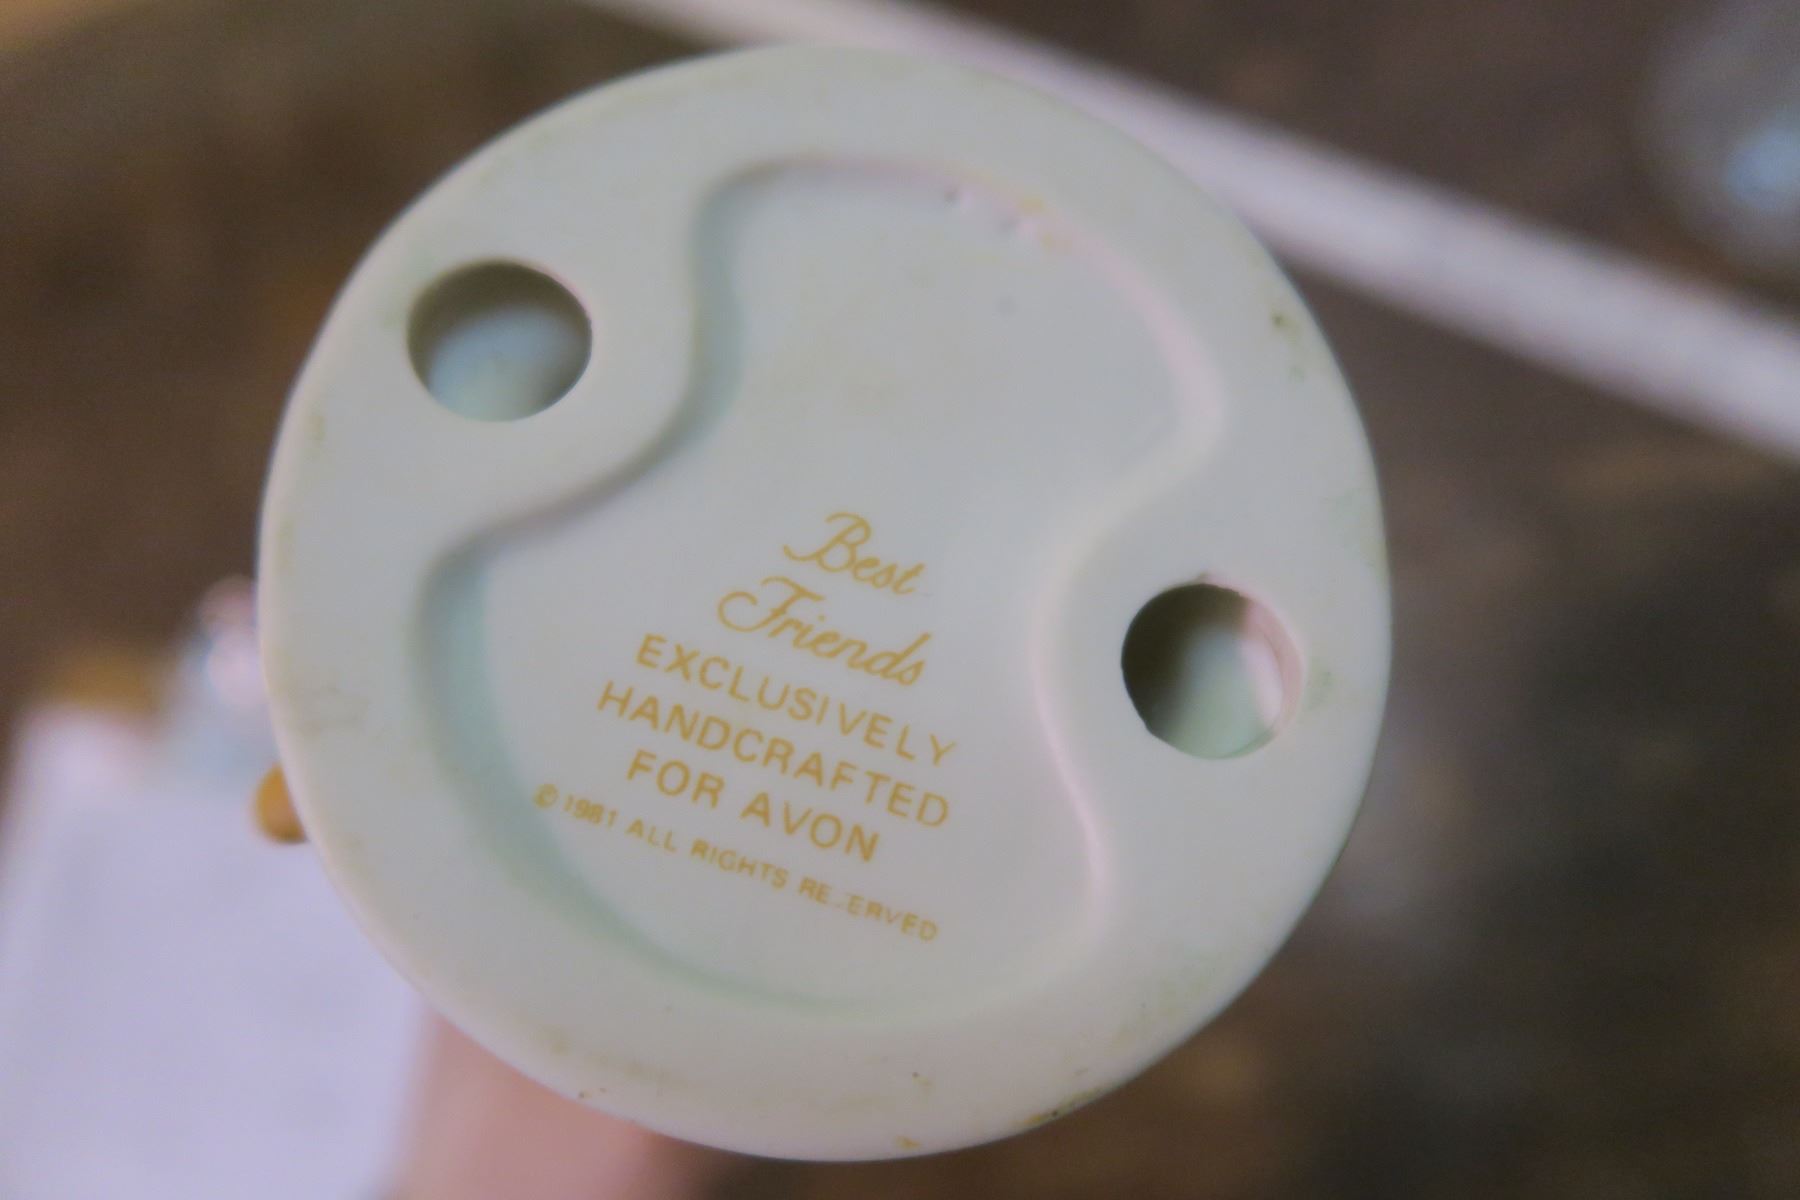 Best
Friends
EXCLUSIVELY
HANDCRAFTED
FOR AVON
© 1981 ALL RIGHTS RE ERVED